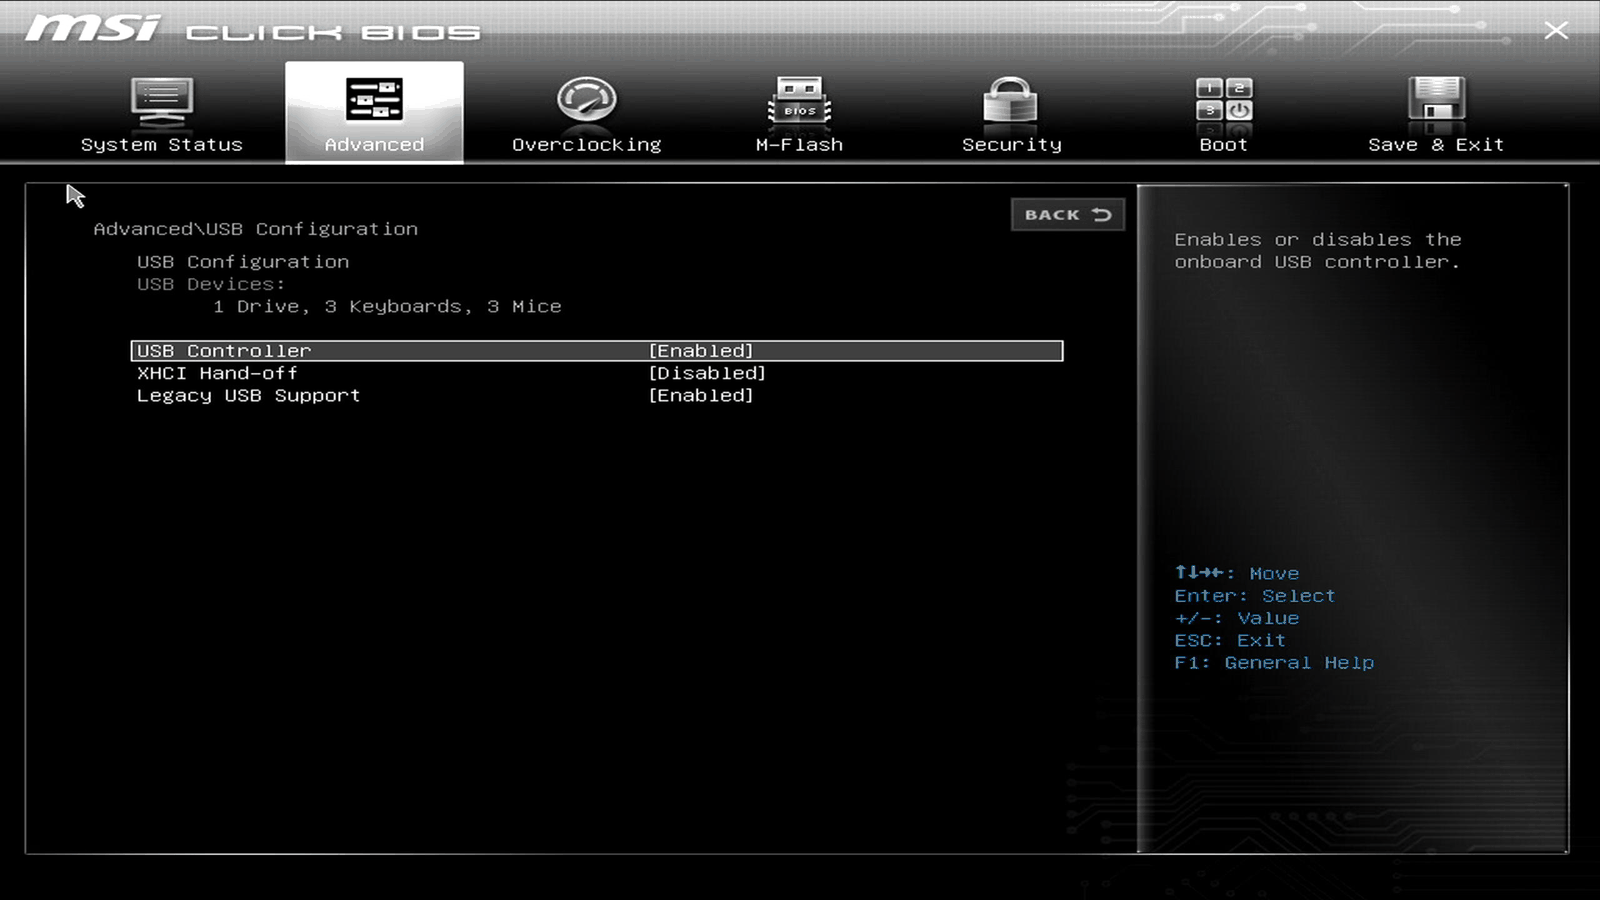 msi CLICK BIOS
System Status
Advanced
Overclocking
BIOS
M-Flash
1 2
3
Security
Boot
Save & Exit
BACK
Advanced\USB Configuration
USB Configuration
USB Devices:
1 Drive, 3 Keyboards, 3 Mice
USB Controller [Enabled]
XHCI Hand-off [Disabled]
Legacy USB Support [Enabled]
Enables or disables the
onboard USB controller.
↑↓→←: Move
Enter: Select
+/-: Value
ESC: Exit
F1: General Help